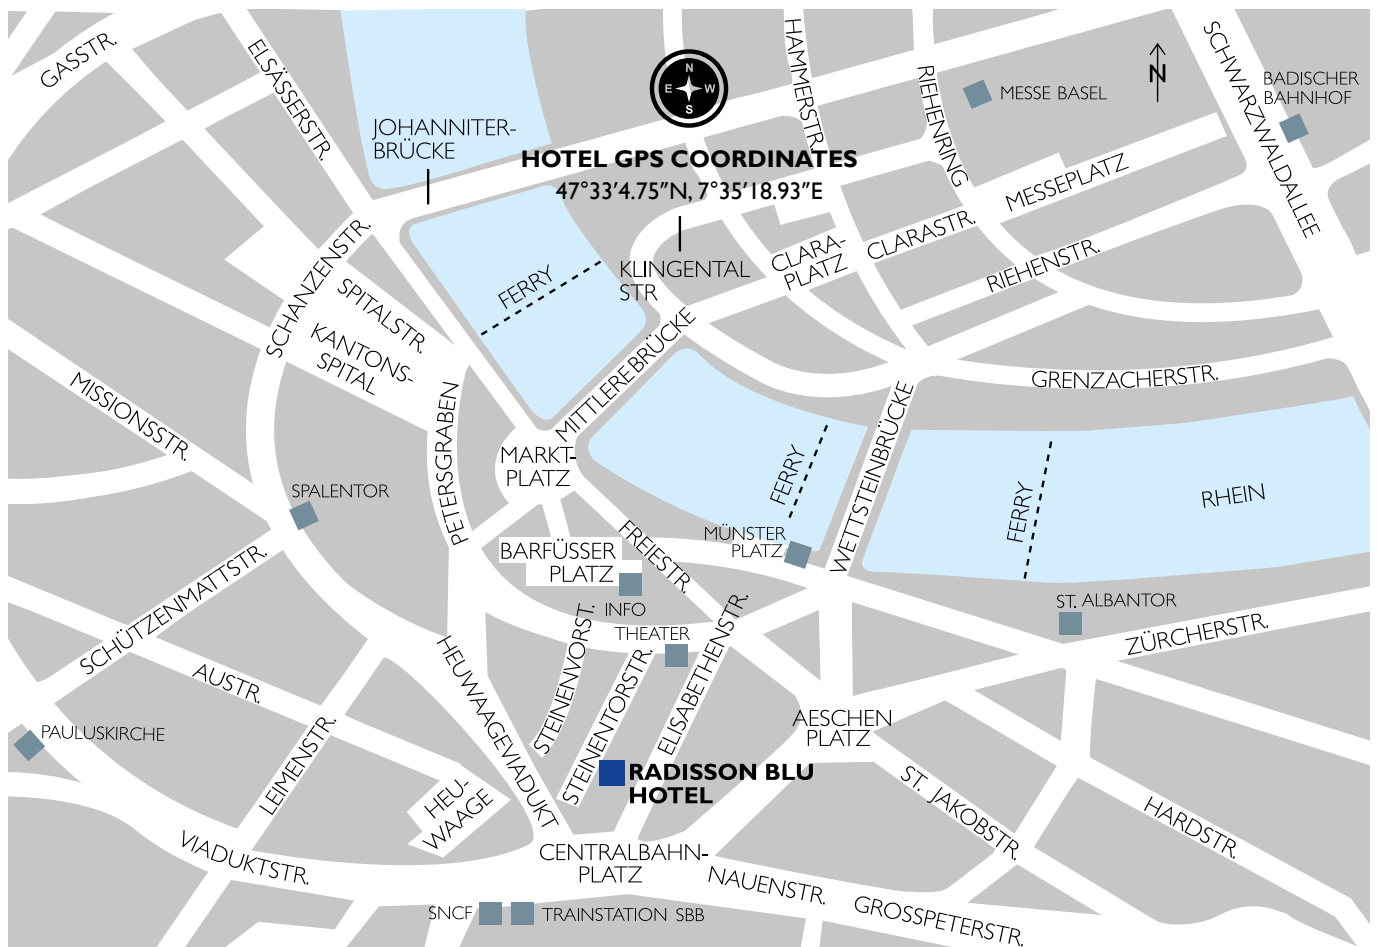 GASSTR.
ELSÄSSERSTR.
JOHANNITER-
BRÜCKE
N
E
W
S
HOTEL GPS COORDINATES
47°33’4.75”N, 7°35’18.93”E
HAMMERSTR.
RIEHENRING
MESSE BASEL
N
SCHWARZWALDALLEE
BADISCHER
BAHNHOF
MESSEPLATZ
CLARASTR.
CLARA-
PLATZ
RIEHENSTR.
KLINGENTAL
STR
FERRY
SCHANZENSTR.
SPITALSTR.
KANTONS-
SPITAL
MITTLEREBRÜCKE
GRENZACHERSTR.
MISSIONSSTR.
PETERSGRABEN
MARKT-
PLATZ
WETTSTEINBRÜCKE
FERRY
FERRY
RHEIN
SPALENTOR
FREIESTR.
MÜNSTER
PLATZ
BARFÜSSER
PLATZ
INFO
THEATER
ST. ALBANTOR
ZÜRCHERSTR.
SCHÜTZENMATTSTR.
AUSTR.
HEUWAAGEVIADUKT
STEINENVORST.
STEINENTORSTR.
ELISABETHENSTR.
AESCHEN
PLATZ
PAULUSKIRCHE
LEIMENSTR.
HEU-
WAAGE
RADISSON BLU
HOTEL
ST. JAKOBSTR.
HARDSTR.
VIADUKTSTR.
CENTRALBAHN-
PLATZ
NAUENSTR.
GROSSPETERSTR.
SNCF
TRAINSTATION SBB